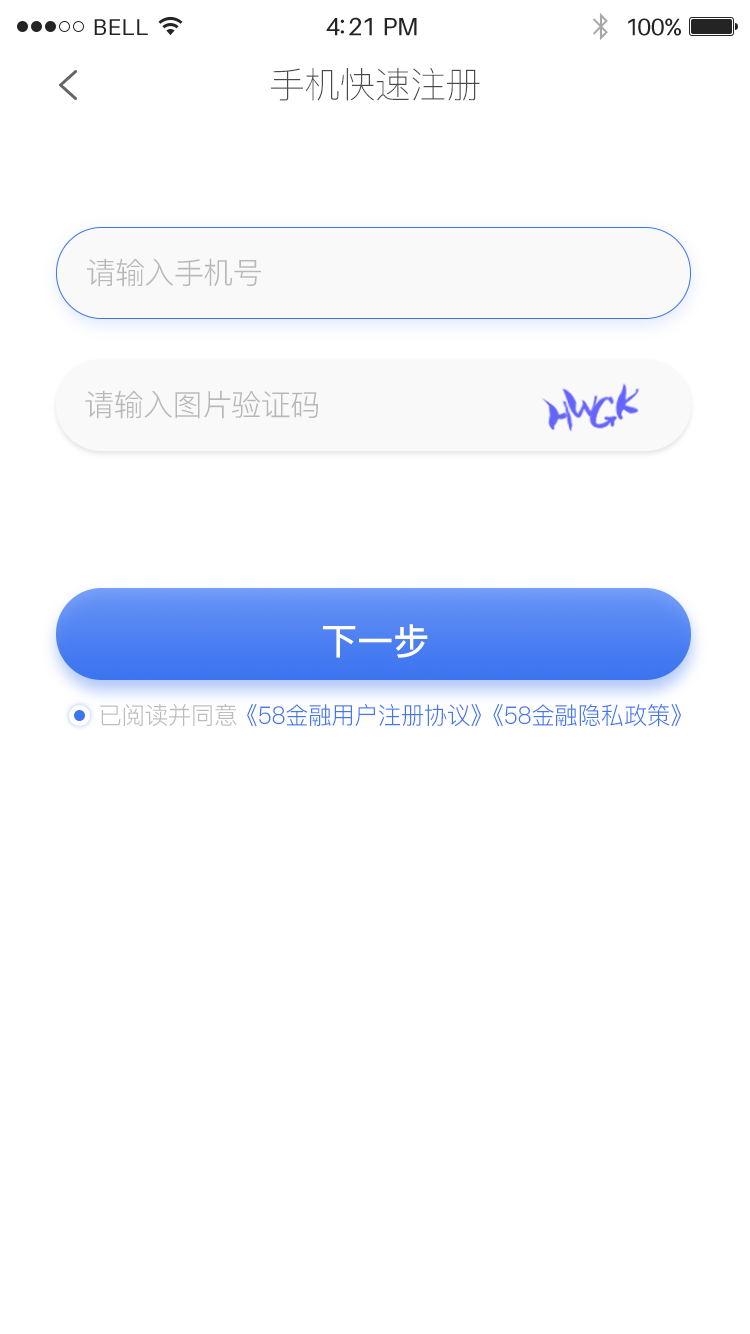 BELL 4:21 PM 100%
手机快速注册
请输入手机号
请输入图片验证码 HWGK
下一步
已阅读并同意《58金融用户注册协议》《58金融隐私政策》